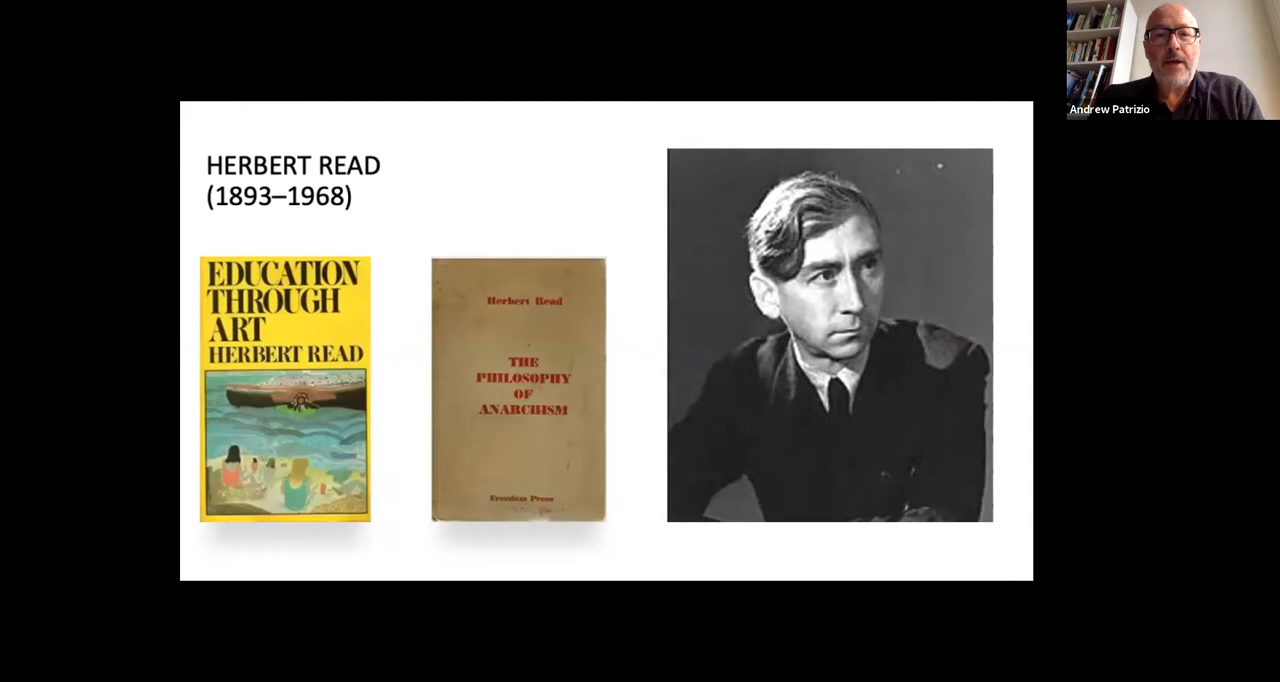 Andrew Patrizio
HERBERT READ
(1893–1968)
EDUCATION
THROUGH
ART
HERBERT READ
Herbert Read
THE
PHILOSOPHY
OF
ANARCHISM
Freedom Press